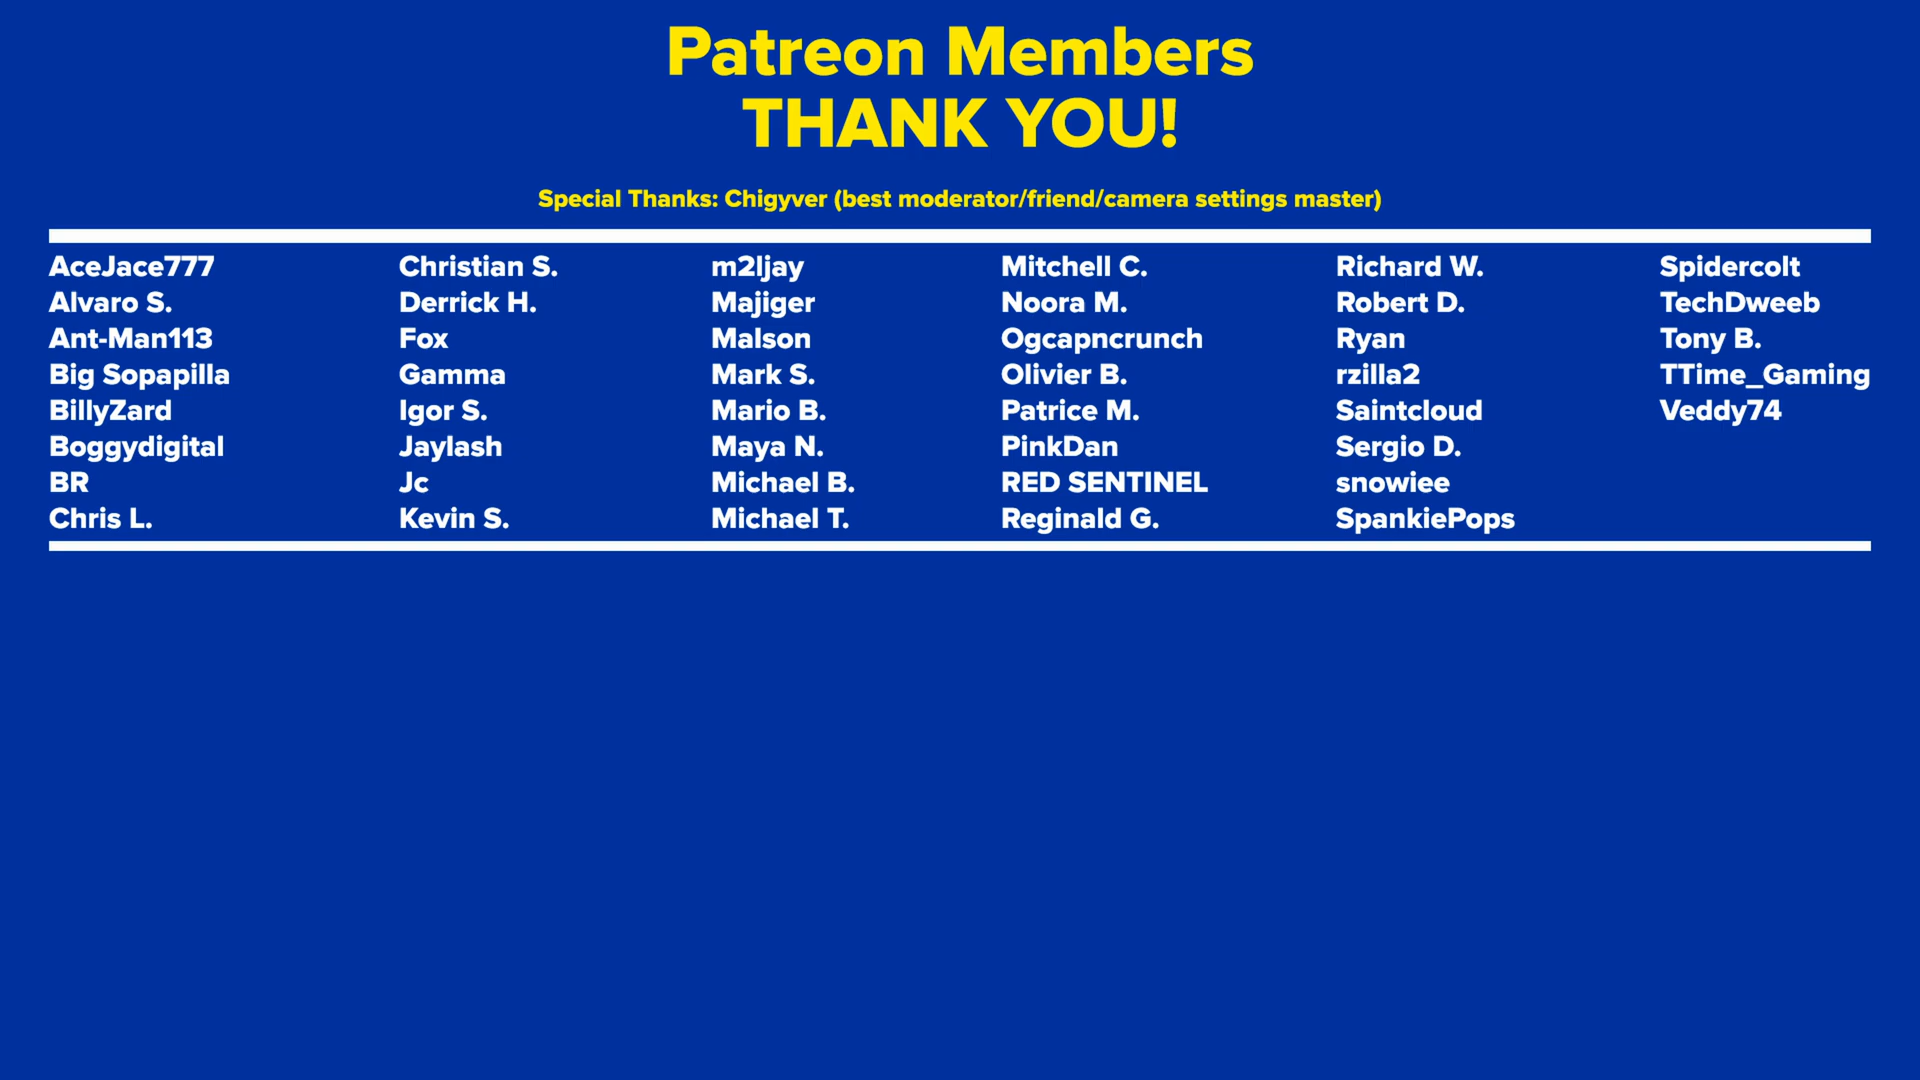 Patreon Members
THANK YOU!
Special Thanks: Chigyver (best moderator/friend/camera settings master)
AceJace777
Alvaro S.
Ant-Man113
Big Sopapilla
BillyZard
Boggydigital
BR
Chris L.
Christian S.
Derrick H.
Fox
Gamma
Igor S.
Jaylash
Jc
Kevin S.
m2ljay
Majiger
Malson
Mark S.
Mario B.
Maya N.
Michael B.
Michael T.
Mitchell C.
Noora M.
Ogcapncrunch
Olivier B.
Patrice M.
PinkDan
RED SENTINEL
Reginald G.
Richard W.
Robert D.
Ryan
rzilla2
Saintcloud
Sergio D.
snowiee
SpankiePops
Spidercolt
TechDweeb
Tony B.
TTime_Gaming
Veddy74